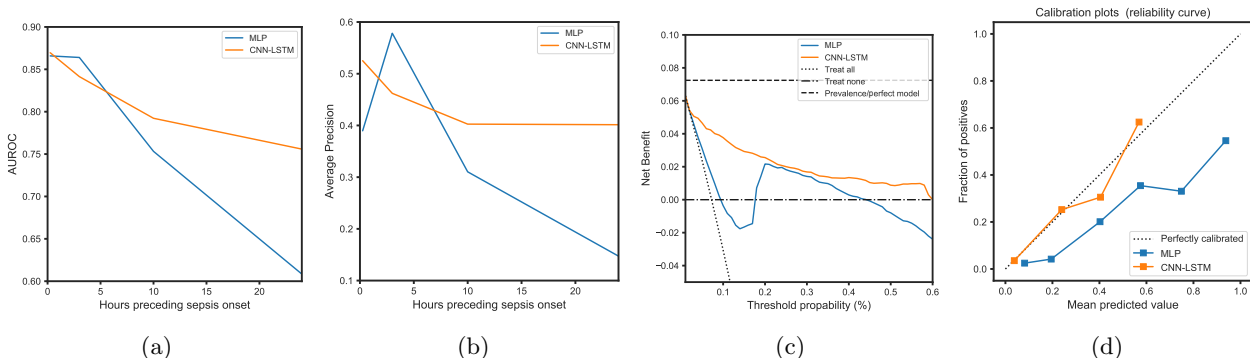 0.90
0.85
0.80
0.75
0.70
0.65
0.60
AUROC
0 5 10 15 20
Hours preceding sepsis onset
MLP
CNN-LSTM
(a)
0.6
0.5
0.4
0.3
0.2
0.1
Average Precision
0 5 10 15 20
Hours preceding sepsis onset
MLP
CNN-LSTM
(b)
0.10
0.08
0.06
0.04
0.02
0.00
−0.02
−0.04
Net Benefit
0.1 0.2 0.3 0.4 0.5 0.6
Threshold propability (%)
MLP
CNN-LSTM
Treat all
Treat none
Prevalence/perfect model
(c)
Calibration plots (reliability curve)
1.0
0.8
0.6
0.4
0.2
0.0
Fraction of positives
0.0 0.2 0.4 0.6 0.8 1.0
Mean predicted value
Perfectly calibrated
MLP
CNN-LSTM
(d)